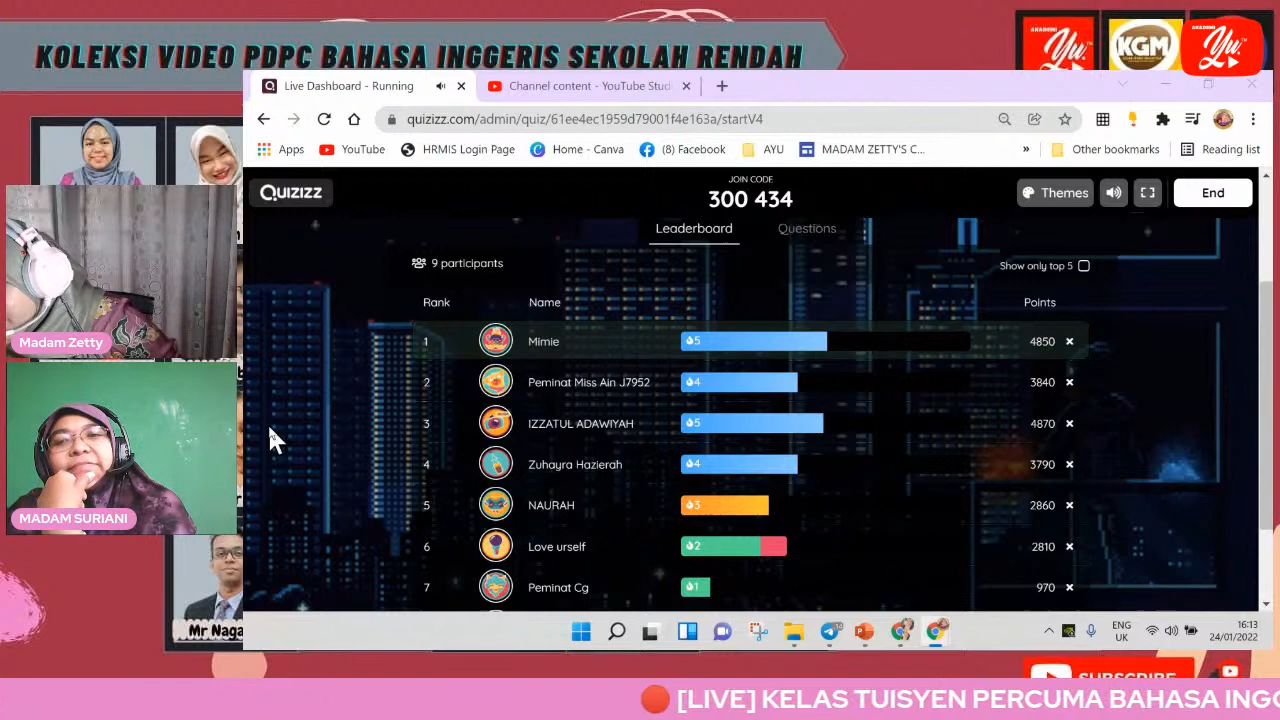 KOLEKSI VIDEO PDPC BAHASA INGGERIS SEKOLAH RENDAH
AKADEMI
Yu
KGM
AKADEMI
Yu
Live Dashboard - Running
Channel content - YouTube Stud
quizizz.com/admin/quiz/61ee4ec1959d79001f4e163a/startV4
Apps
YouTube
HRMIS Login Page
Home - Canva
(8) Facebook
AYU
MADAM ZETTY'S C...
»
Other bookmarks
Reading list
Quizizz
JOIN CODE
300 434
Themes
End
Leaderboard
Questions
9 participants
Show only top 5
Rank Name Points
1 Mimie 5 4850
2 Peminat Miss Ain J7952 4 3840
3 IZZATUL ADAWIYAH 5 4870
4 Zuhayra Hazierah 4 3790
5 NAURAH 3 2860
6 Love urself 2 2810
7 Peminat Cg 1 970
Madam Zetty
MADAM SURIANI
Mr Naga
ENG
UK
16:13
24/01/2022
SUBSCRIBE
[LIVE] KELAS TUISYEN PERCUMA BAHASA INGG